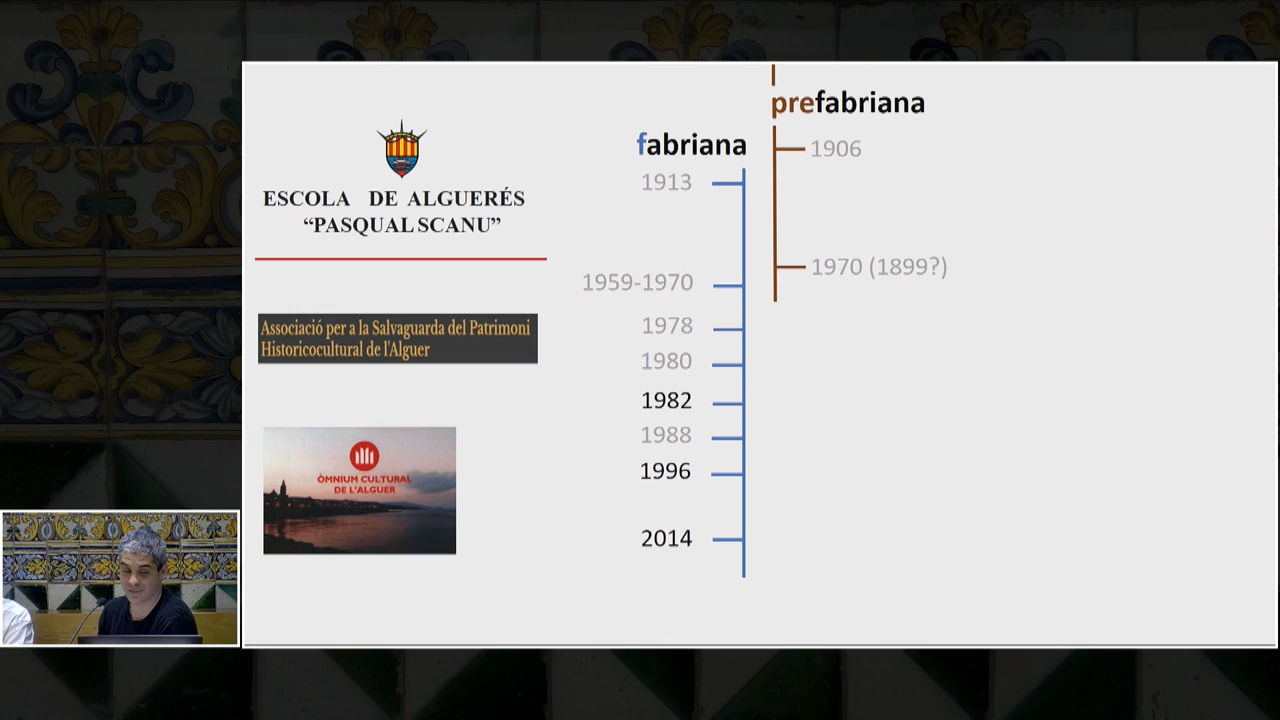 ESCOLA DE ALGUERÉS
“PASQUAL SCANU”
Associació per a la Salvaguarda del Patrimoni
Historicocultural de l'Alguer
ÒMNIUM CULTURAL
DE L'ALGUER
fabriana
1913
1959-1970
1978
1980
1982
1988
1996
2014
prefabriana
1906
1970 (1899?)